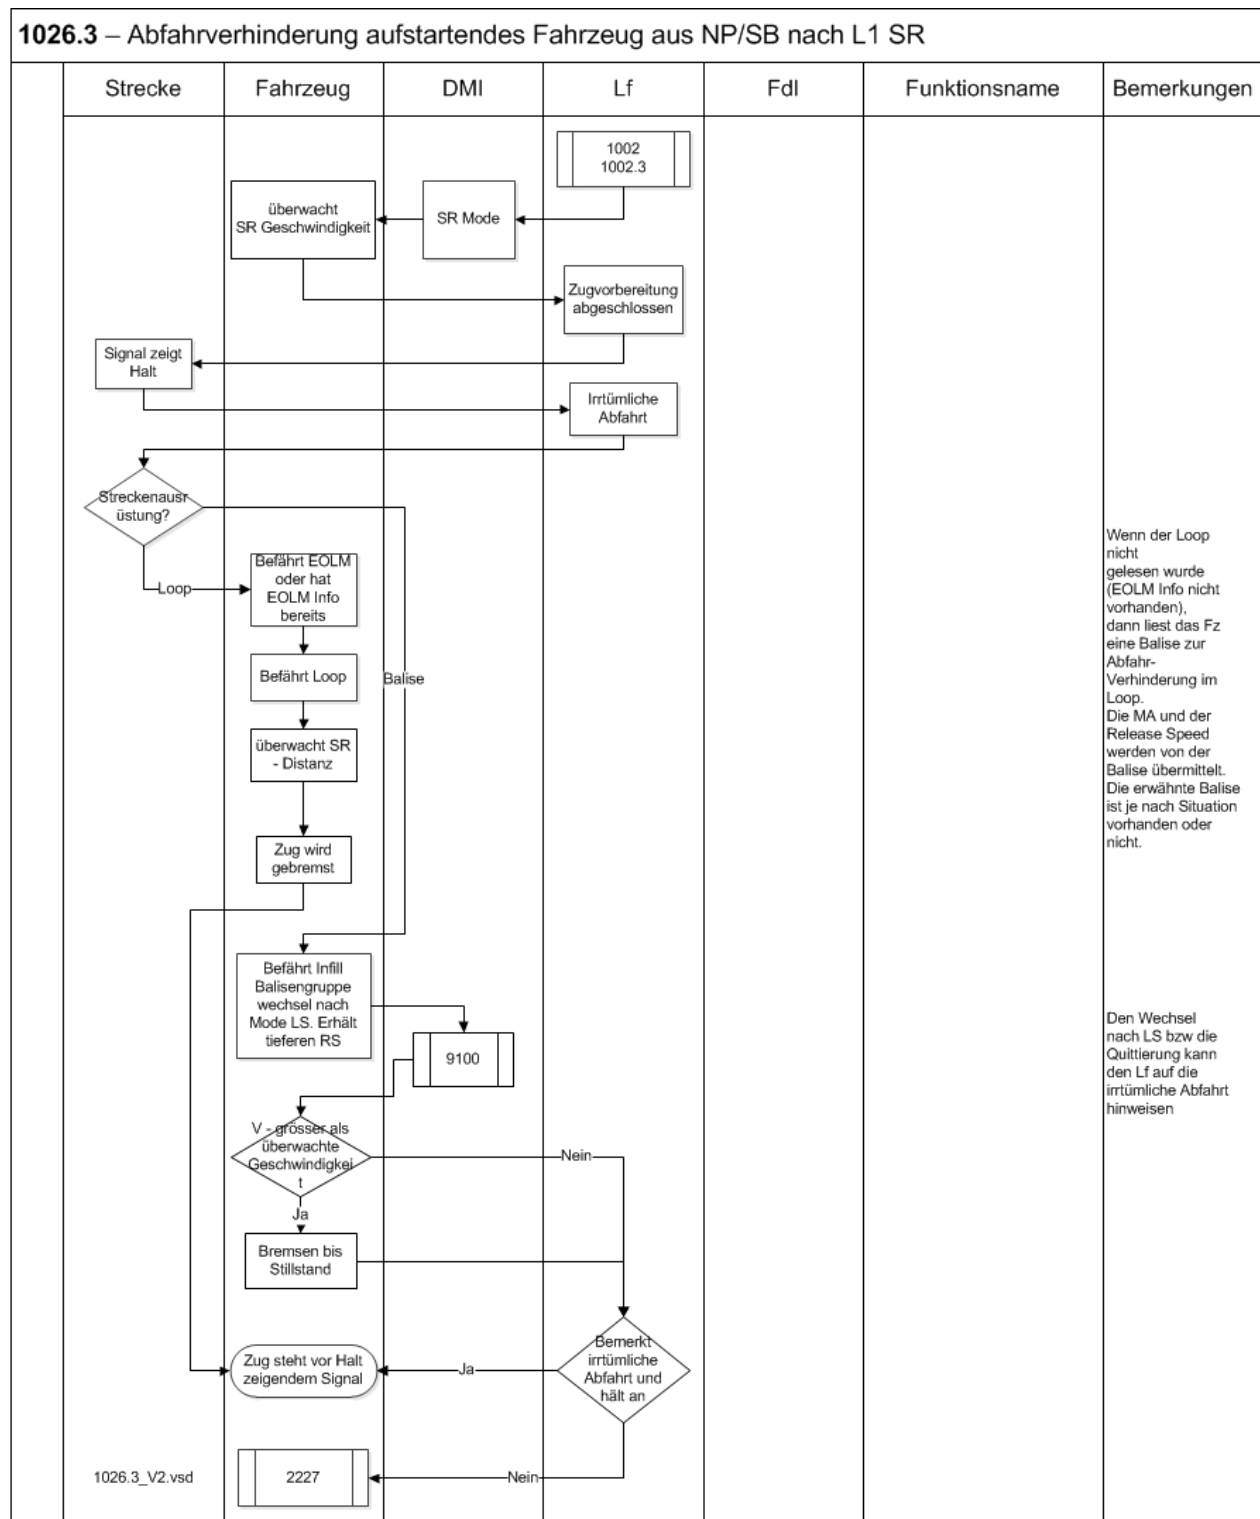 1026.3 – Abfahrverhinderung aufstartendes Fahrzeug aus NP/SB nach L1 SR
Strecke
Fahrzeug
DMI
Lf
Fdl
Funktionsname
Bemerkungen
1002
1002.3
SR Mode
überwacht
SR Geschwindigkeit
Zugvorbereitung
abgeschlossen
Signal zeigt
Halt
Irrtümliche
Abfahrt
Streckenausr
üstung?
Loop
Balise
Befährt EOLM
oder hat
EOLM Info
bereits
Befährt Loop
überwacht SR
- Distanz
Zug wird
gebremst
Wenn der Loop
nicht
gelesen wurde
(EOLM Info nicht
vorhanden),
dann liest das Fz
eine Balise zur
Abfahr-
Verhinderung im
Loop.
Die MA und der
Release Speed
werden von der
Balise übermittelt.
Die erwähnte Balise
ist je nach Situation
vorhanden oder
nicht.
Befährt Infill
Balisengruppe
wechsel nach
Mode LS. Erhält
tieferen RS
9100
Den Wechsel
nach LS bzw die
Quittierung kann
den Lf auf die
irrtümliche Abfahrt
hinweisen
V - grösser als
überwachte
Geschwindigkei
t
Nein
Ja
Bremsen bis
Stillstand
Bemerkt
irrtümliche
Abfahrt und
hält an
Ja
Zug steht vor Halt
zeigendem Signal
Nein
2227
1026.3_V2.vsd